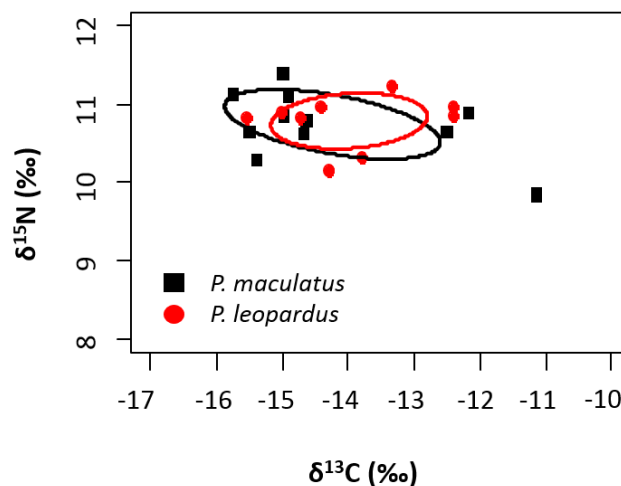 12
11
10
9
8
δ¹⁵N (‰)
P. maculatus
P. leopardus
-17 -16 -15 -14 -13 -12 -11 -10
δ¹³C (‰)